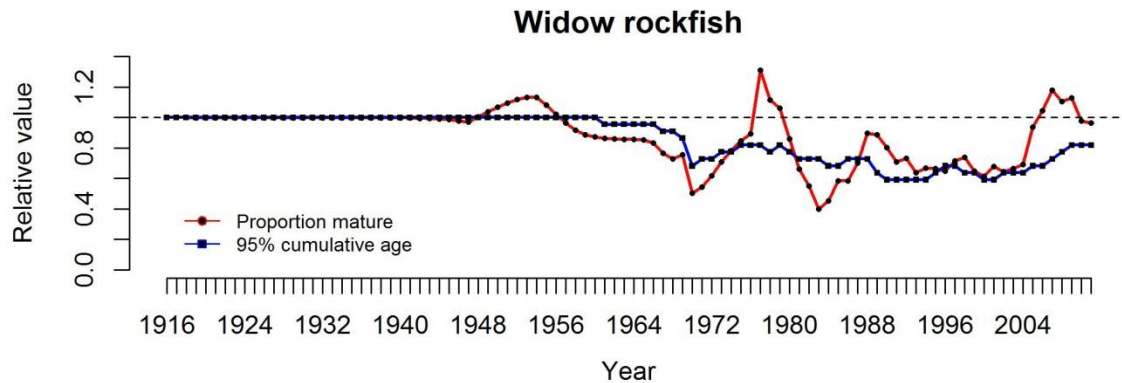 Widow rockfish
Relative value
0.0 0.4 0.8 1.2
Proportion mature
95% cumulative age
1916 1924 1932 1940 1948 1956 1964 1972 1980 1988 1996 2004
Year